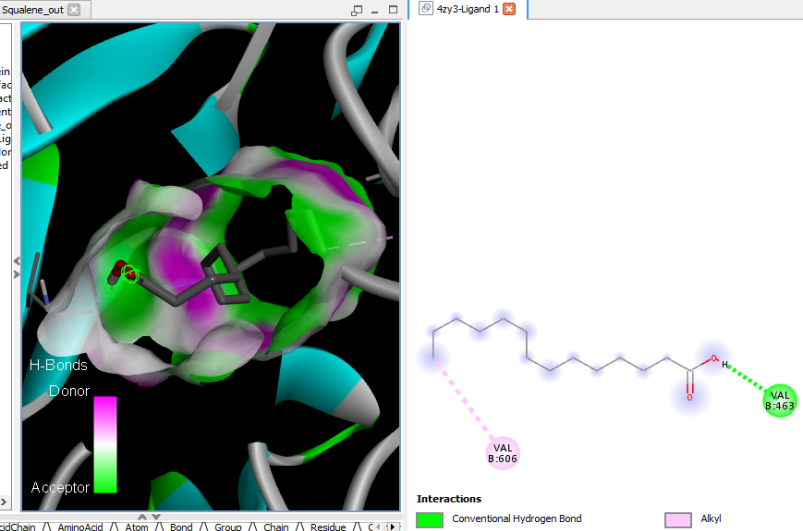 Squalene_out
4zy3-Ligand 1
H-Bonds
Donor
Acceptor
VAL
B:463
VAL
B:606
O
H
O
Interactions
Conventional Hydrogen Bond
Alkyl
AminoAcid
Atom
Bond
Group
Chain
Residue